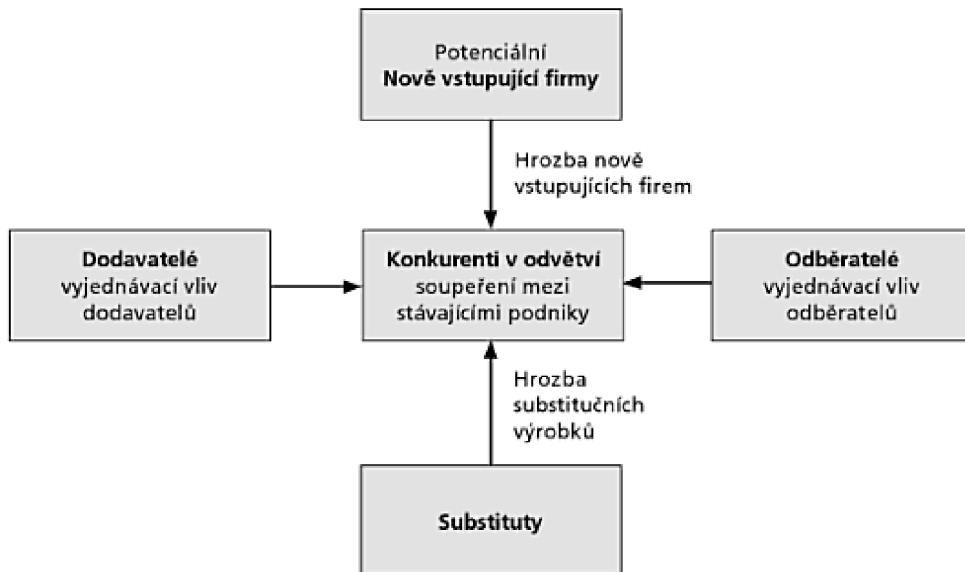 Potenciální
Nově vstupující firmy
Hrozba nově
vstupujících firem
Dodavatelé
vyjednávací vliv
dodavatelů
Konkurenti v odvětví
soupeření mezi
stávajícími podniky
Odběratelé
vyjednávací vliv
odběratelů
Hrozba
substitučních
výrobků
Substituty